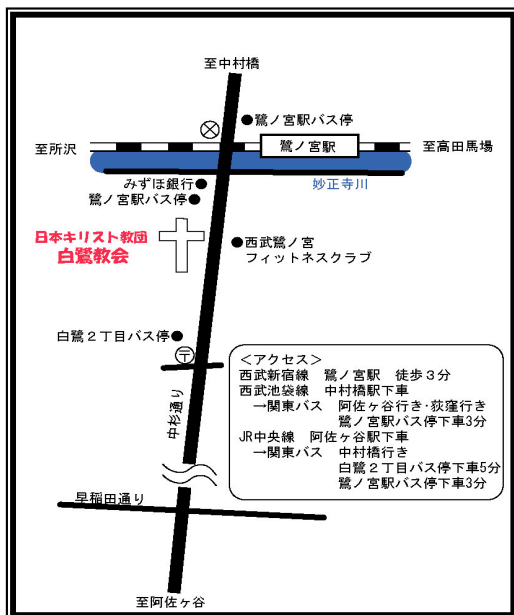 至中村橋
鷺ノ宮駅バス停
至所沢
鷺ノ宮駅
至高田馬場
みずほ銀行
妙正寺川
鷺ノ宮駅バス停
日本キリスト教団
白鷺教会
西武鷺ノ宮
フィットネスクラブ
白鷺２丁目バス停
〒
中杉通り
＜アクセス＞
西武新宿線　鷺ノ宮駅　徒歩３分
西武池袋線　中村橋駅下車
→関東バス　阿佐ヶ谷行き･荻窪行き
鷺ノ宮駅バス停下車3分
JR中央線　阿佐ヶ谷駅下車
→関東バス　中村橋行き
白鷺２丁目バス停下車5分
鷺ノ宮駅バス停下車3分
早稲田通り
至阿佐ヶ谷